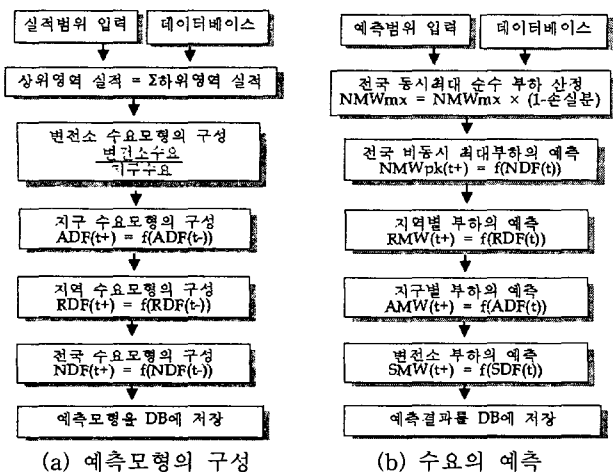 실적범위 입력
데이터베이스
상위영역 실적 = Σ하위영역 실적
변전소 수요모형의 구성
변전소수요
지구수요
지구 수요모형의 구성
ADF(t+) = f(ADF(t-))
지역 수요모형의 구성
RDF(t+) = f(RDF(t-))
전국 수요모형의 구성
NDF(t+) = f(NDF(t-))
예측모형을 DB에 저장
(a) 예측모형의 구성
예측범위 입력
데이터베이스
전국 동시최대 순수 부하 산정
NMWmx = NMWmx × (1-손실분)
전국 비동시 최대부하의 예측
NMWpk(t+) = f(NDF(t))
지역별 부하의 예측
RMW(t+) = f(RDF(t))
지구별 부하의 예측
AMW(t+) = f(ADF(t))
변전소 부하의 예측
SMW(t+) = f(SDF(t))
예측결과를 DB에 저장
(b) 수요의 예측